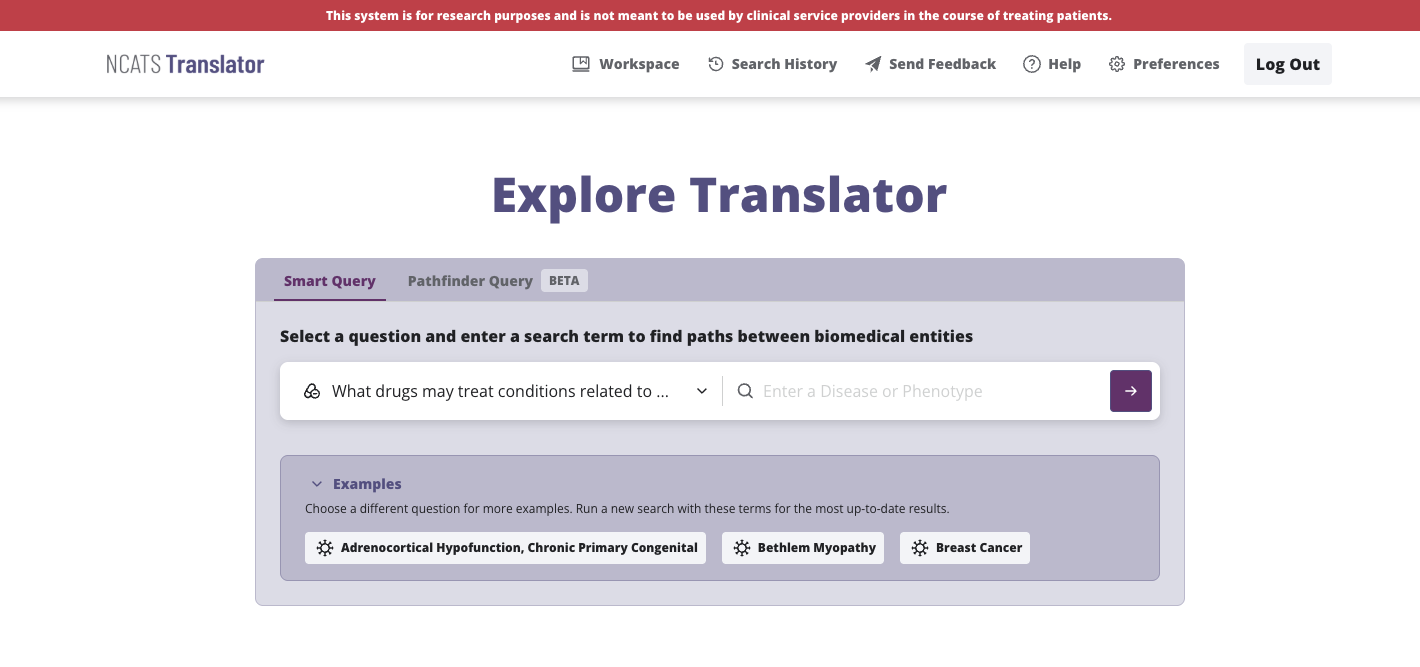 This system is for research purposes and is not meant to be used by clinical service providers in the course of treating patients.
NCATS Translator
Workspace
Search History
Send Feedback
Help
Preferences
Log Out
Explore Translator
Smart Query
Pathfinder Query BETA
Select a question and enter a search term to find paths between biomedical entities
What drugs may treat conditions related to ...
Enter a Disease or Phenotype
Examples
Choose a different question for more examples. Run a new search with these terms for the most up-to-date results.
Adrenocortical Hypofunction, Chronic Primary Congenital
Bethlem Myopathy
Breast Cancer